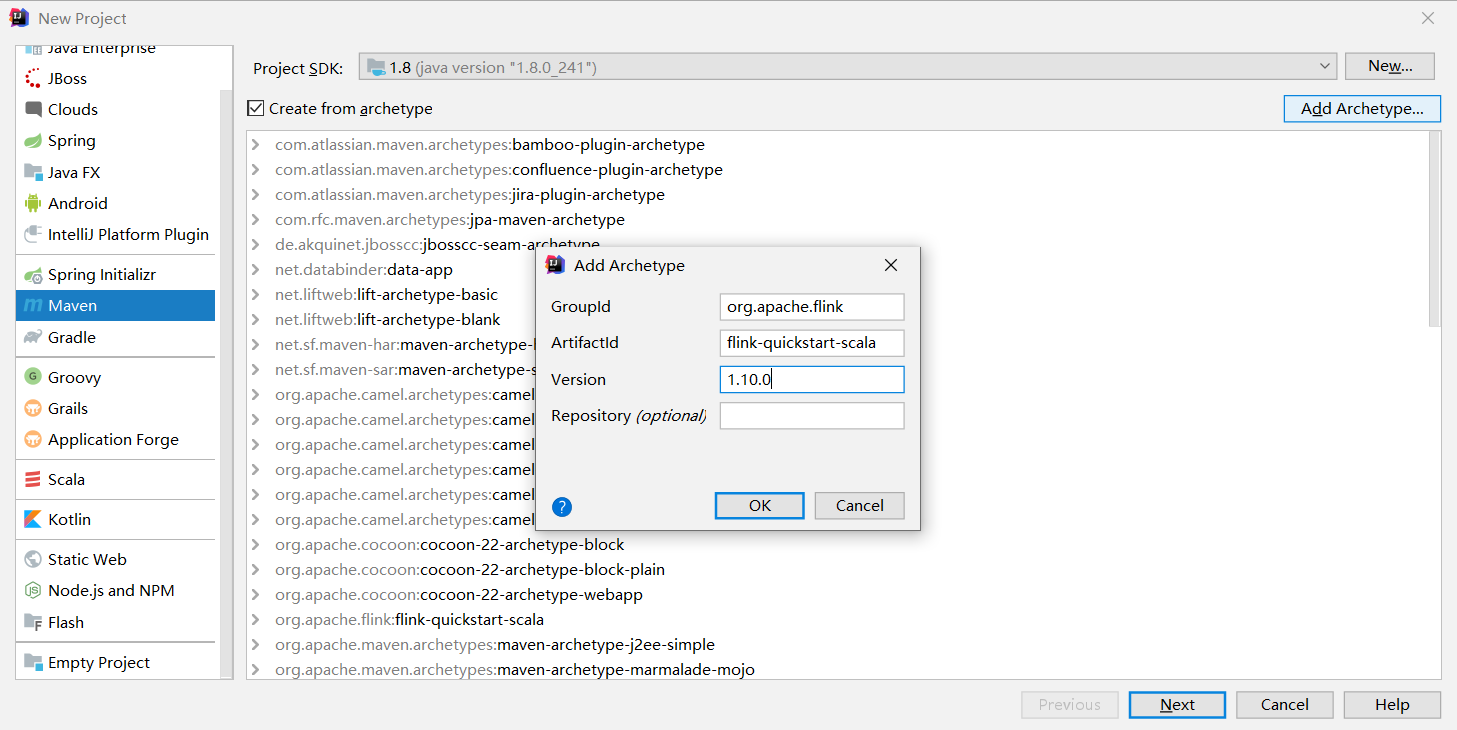 New Project
Java Enterprise
JBoss
Clouds
Spring
Java FX
Android
IntelliJ Platform Plugin
Spring Initializr
Maven
Gradle
Groovy
Grails
Application Forge
Scala
Kotlin
Static Web
Node.js and NPM
Flash
Empty Project
Project SDK: 1.8 (java version "1.8.0_241") New...
Create from archetype Add Archetype...
com.atlassian.maven.archetypes:bamboo-plugin-archetype
com.atlassian.maven.archetypes:confluence-plugin-archetype
com.atlassian.maven.archetypes:jira-plugin-archetype
com.rfc.maven.archetypes:jpa-maven-archetype
de.akquinet.jbosscc:jbosscc-seam-archetype
net.databinder:data-app
net.liftweb:lift-archetype-basic
net.liftweb:lift-archetype-blank
net.sf.maven-har:maven-archetype-
net.sf.maven-sar:maven-archetype-s
org.apache.camel.archetypes:camel
org.apache.camel.archetypes:camel
org.apache.camel.archetypes:camel
org.apache.camel.archetypes:camel
org.apache.camel.archetypes:camel
org.apache.camel.archetypes:camel
org.apache.cocoon:cocoon-22-archetype-block
org.apache.cocoon:cocoon-22-archetype-block-plain
org.apache.cocoon:cocoon-22-archetype-webapp
org.apache.flink:flink-quickstart-scala
org.apache.maven.archetypes:maven-archetype-j2ee-simple
org.apache.maven.archetypes:maven-archetype-marmalade-mojo
Add Archetype
GroupId org.apache.flink
ArtifactId flink-quickstart-scala
Version 1.10.0
Repository (optional)
? OK Cancel
Previous Next Cancel Help